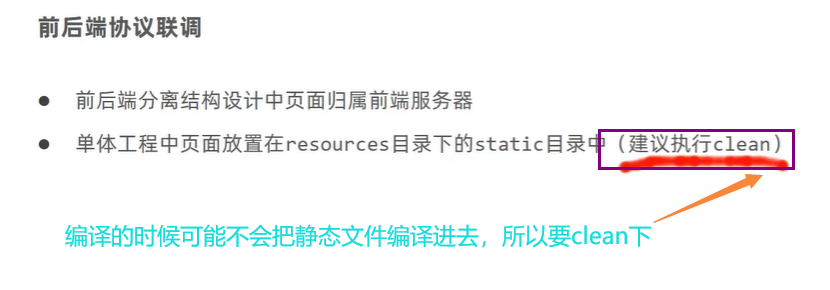 前后端协议联调
● 前后端分离结构设计中页面归属前端服务器
● 单体工程中页面放置在resources目录下的static目录中（建议执行clean）
编译的时候可能不会把静态文件编译进去，所以要clean下